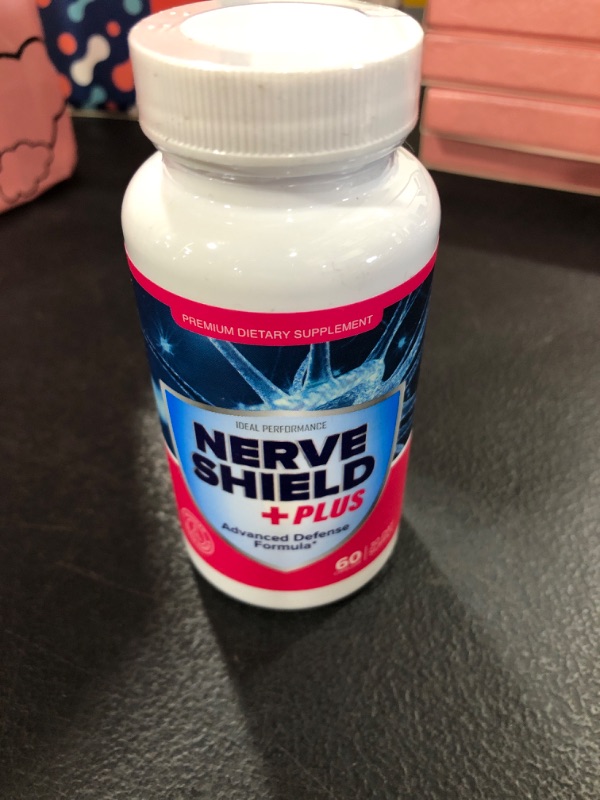 PREMIUM DIETARY SUPPLEMENT
IDEAL PERFORMANCE
NERVE
SHIELD
+PLUS
Advanced Defense
Formula*
60